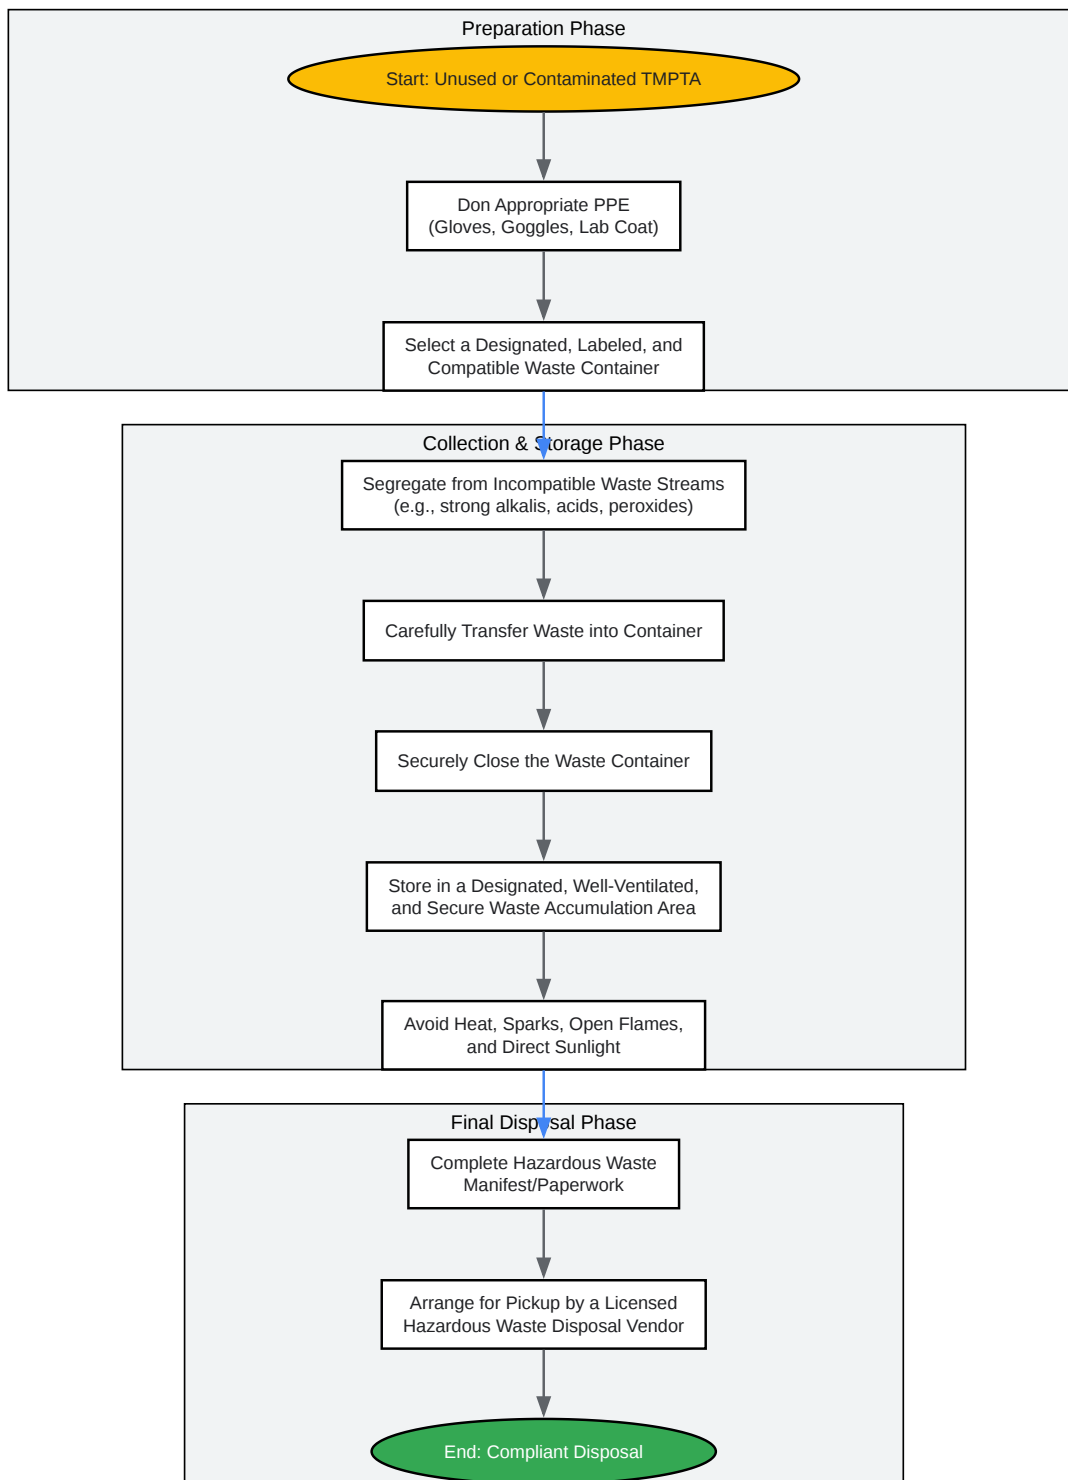 Preparation Phase
Start: Unused or Contaminated TMPTA
Don Appropriate PPE
(Gloves, Goggles, Lab Coat)
Select a Designated, Labeled, and
Compatible Waste Container
Collection & Storage Phase
Segregate from Incompatible Waste Streams
(e.g., strong alkalis, acids, peroxides)
Carefully Transfer Waste into Container
Securely Close the Waste Container
Store in a Designated, Well-Ventilated,
and Secure Waste Accumulation Area
Avoid Heat, Sparks, Open Flames,
and Direct Sunlight
Final Disposal Phase
Complete Hazardous Waste
Manifest/Paperwork
Arrange for Pickup by a Licensed
Hazardous Waste Disposal Vendor
End: Compliant Disposal